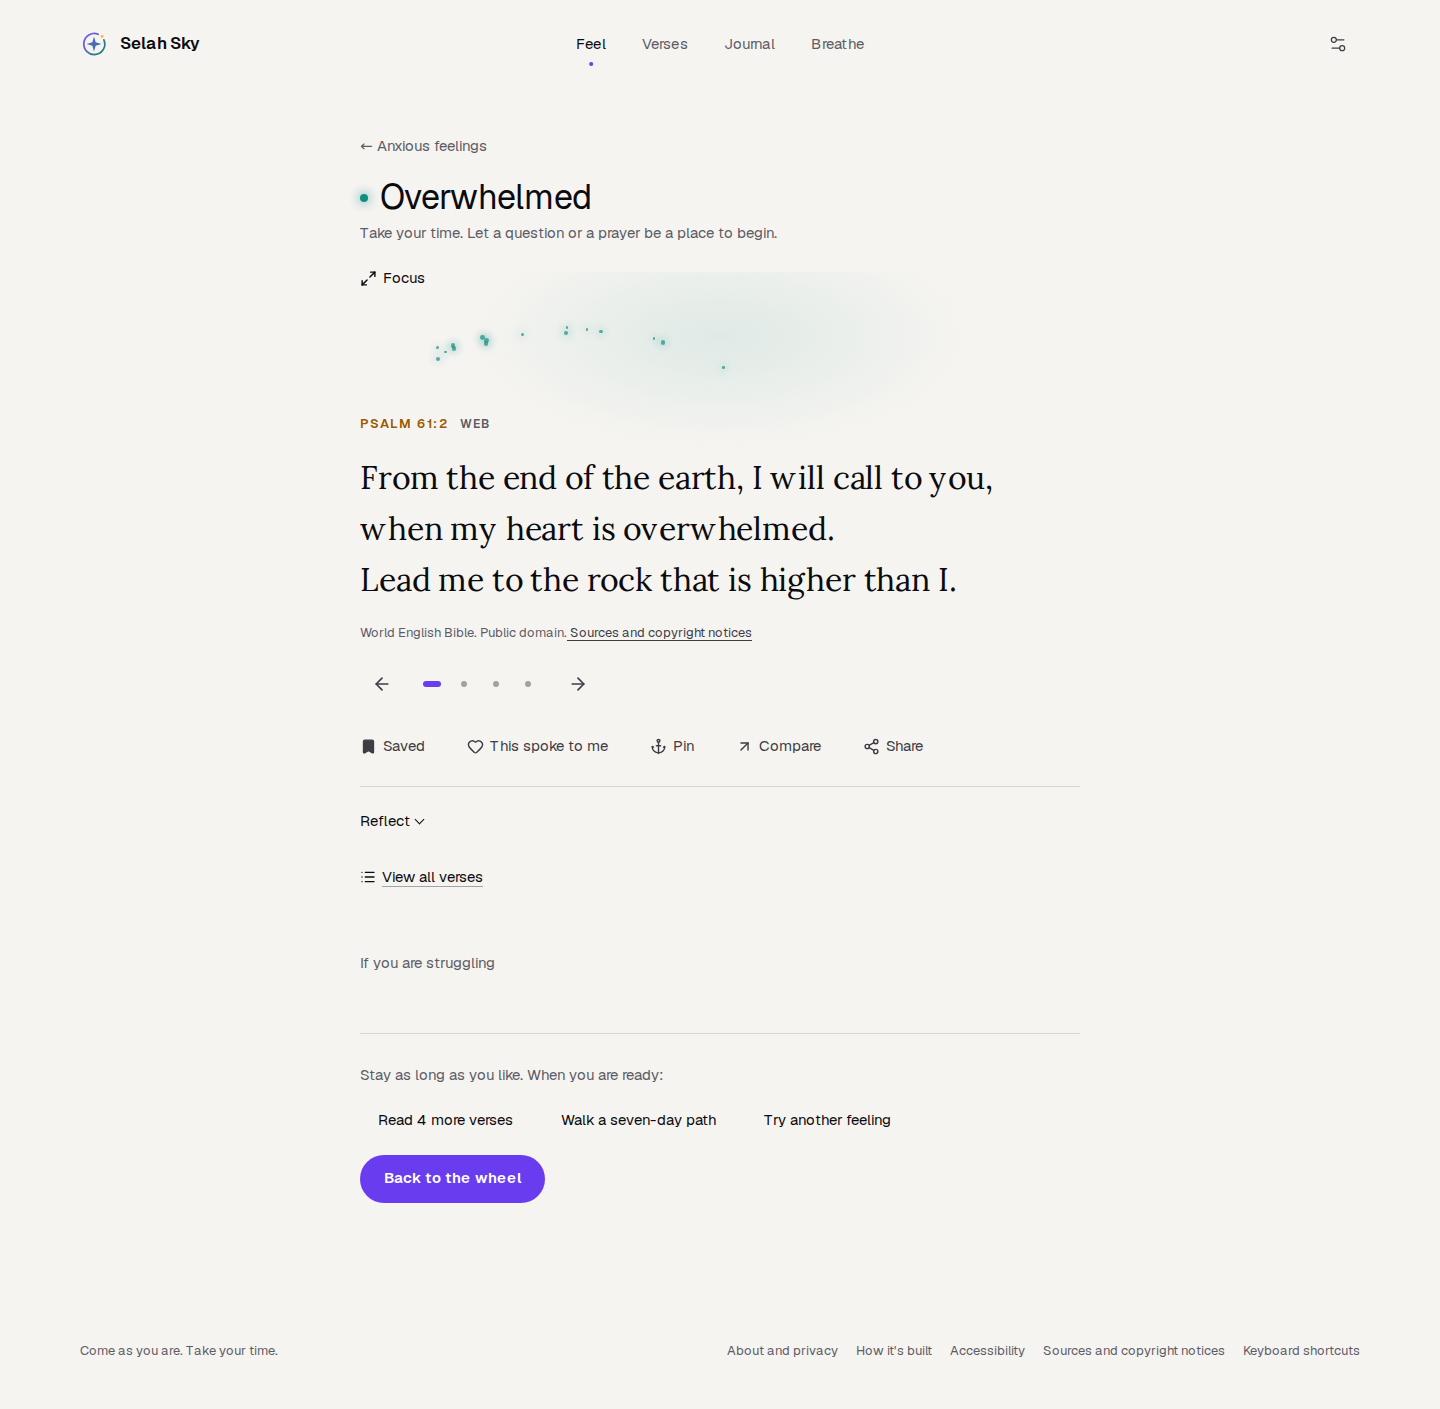 Selah Sky
Feel
Verses
Journal
Breathe
← Anxious feelings
Overwhelmed
Take your time. Let a question or a prayer be a place to begin.
Focus
PSALM 61:2 WEB
From the end of the earth, I will call to you,
when my heart is overwhelmed.
Lead me to the rock that is higher than I.
World English Bible. Public domain. Sources and copyright notices
Saved
This spoke to me
Pin
Compare
Share
Reflect
View all verses
If you are struggling
Stay as long as you like. When you are ready:
Read 4 more verses
Walk a seven-day path
Try another feeling
Back to the wheel
Come as you are. Take your time.
About and privacy
How it's built
Accessibility
Sources and copyright notices
Keyboard shortcuts